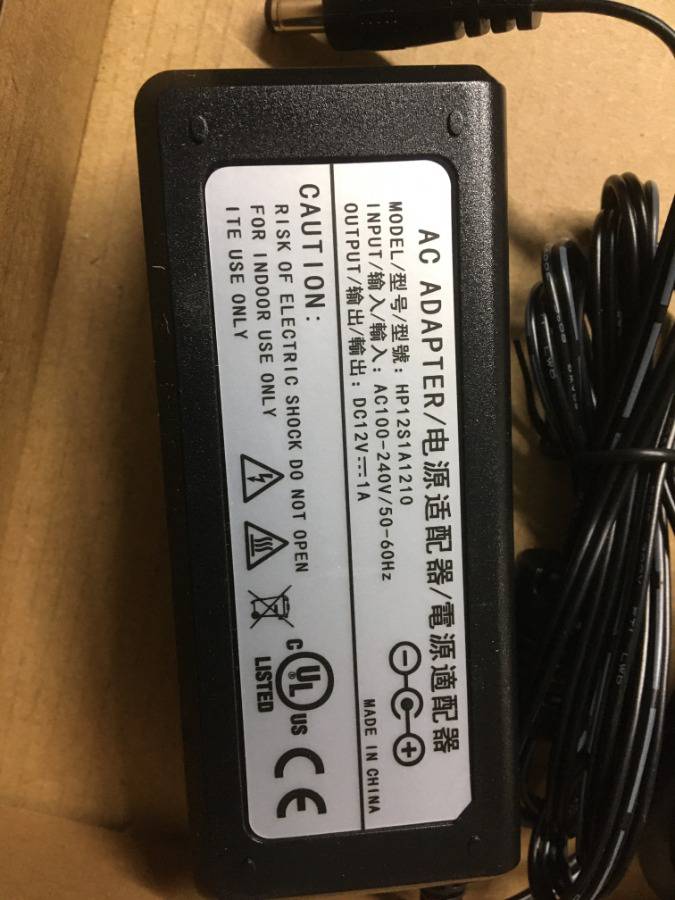 AC ADAPTER/电源适配器/電源適配器
MODEL/型号/型號: HP12S1A1210
INPUT/输入/輸入: AC100-240V/50-60Hz
OUTPUT/输出/輸出: DC12V⎓1A
MADE IN CHINA
CAUTION:
RISK OF ELECTRIC SHOCK DO NOT OPEN
FOR INDOOR USE ONLY
ITE USE ONLY
C UL US
LISTED
CE